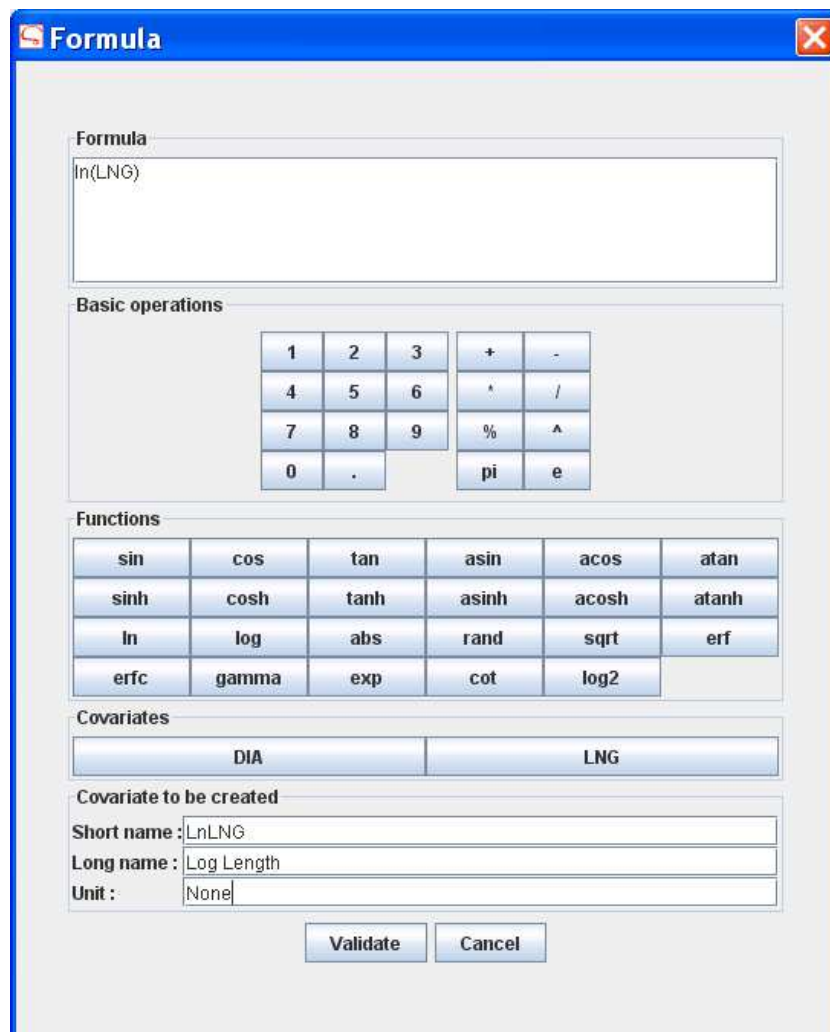 Formula
Formula
ln(LNG)
Basic operations
1 2 3 + -
4 5 6 * /
7 8 9 % ^
0 . pi e
Functions
sin cos tan asin acos atan
sinh cosh tanh asinh acosh atanh
ln log abs rand sqrt erf
erfc gamma exp cot log2
Covariates
DIA LNG
Covariate to be created
Short name : LnLNG
Long name : Log Length
Unit : None
Validate Cancel